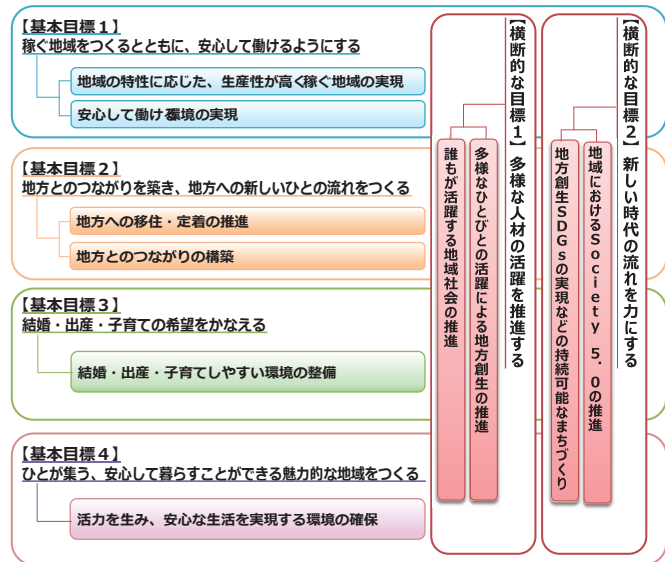 【基本目標１】
稼ぐ地域をつくるとともに、安心して働けるようにする
地域の特性に応じた、生産性が高く稼ぐ地域の実現
安心して働ける環境の実現
【基本目標２】
地方とのつながりを築き、地方への新しいひとの流れをつくる
地方への移住・定着の推進
地方とのつながりの構築
【基本目標３】
結婚・出産・子育ての希望をかなえる
結婚・出産・子育てしやすい環境の整備
【基本目標４】
ひとが集う、安心して暮らすことができる魅力的な地域をつくる
活力を生み、安心な生活を実現する環境の確保
【横断的な目標１】多様な人材の活躍を推進する
多様なひとびとの活躍による地方創生の推進
誰もが活躍する地域社会の推進
【横断的な目標２】新しい時代の流れを力にする
地域におけるSociety 5.0の推進
地方創生SDGsの実現などの持続可能なまちづくり